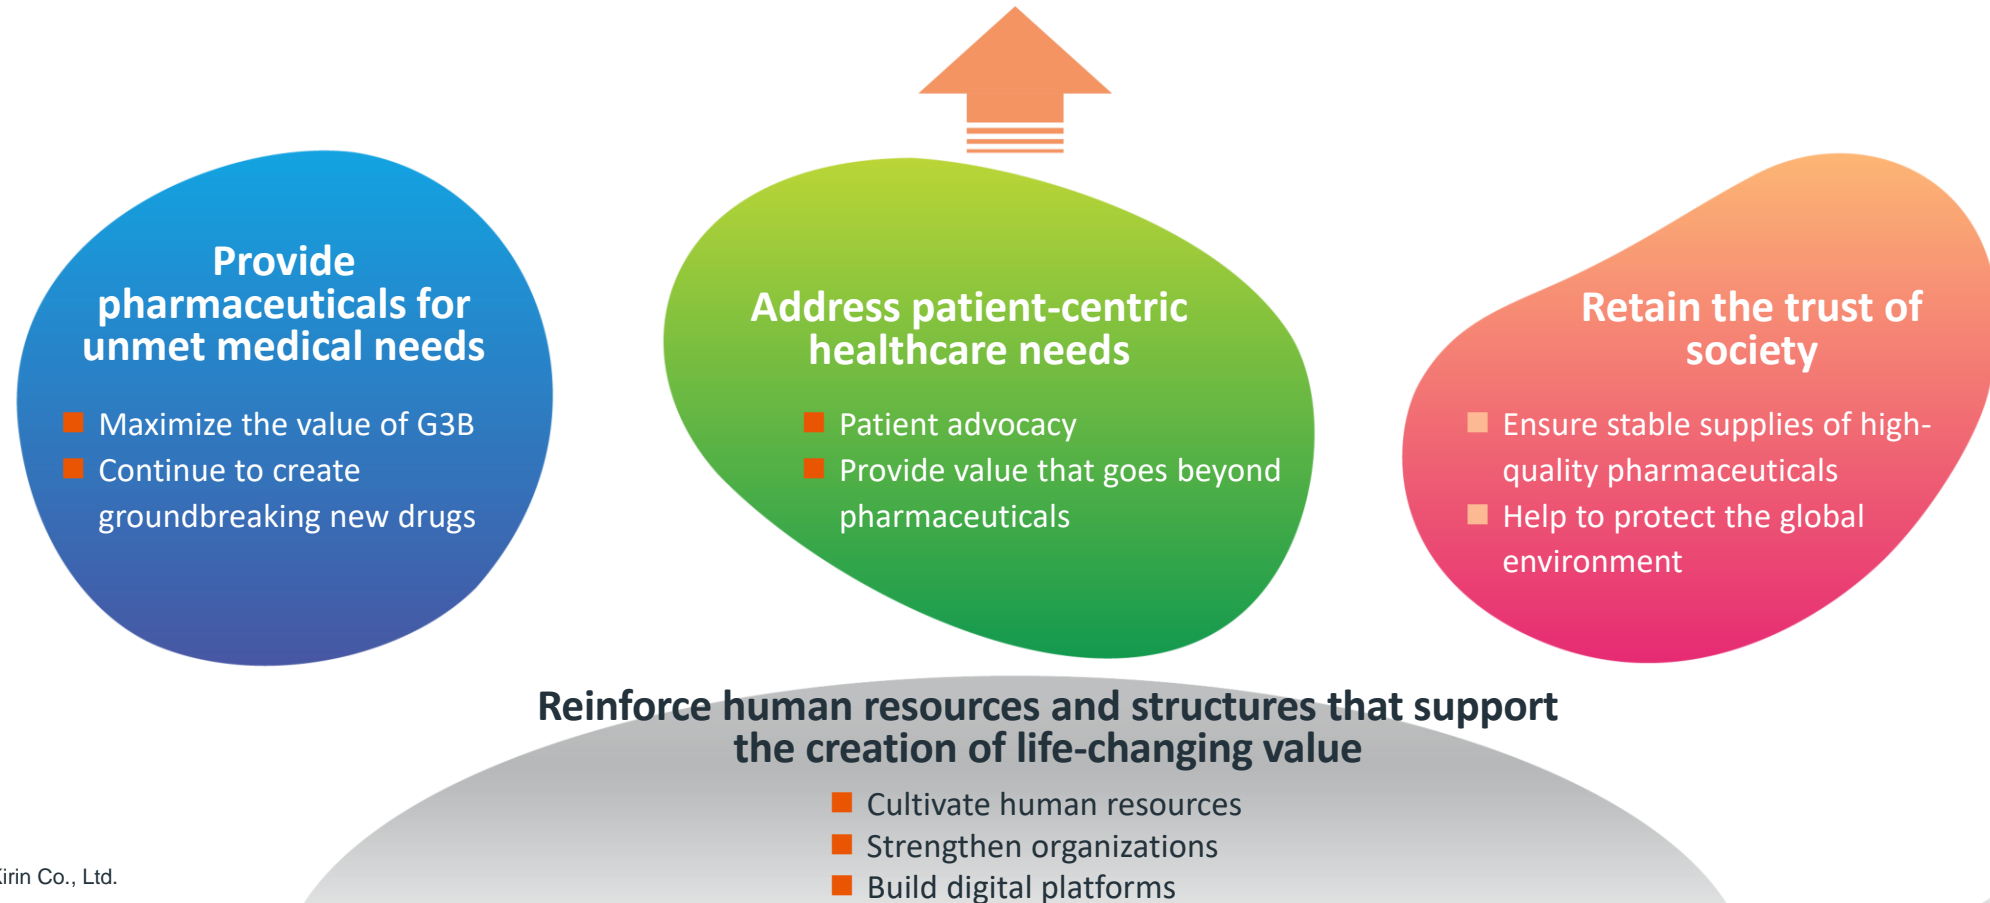 Provide
pharmaceuticals for
unmet medical needs
■ Maximize the value of G3B
■ Continue to create
groundbreaking new drugs
Address patient-centric
healthcare needs
■ Patient advocacy
■ Provide value that goes beyond
pharmaceuticals
Retain the trust of
society
■ Ensure stable supplies of high-
quality pharmaceuticals
■ Help to protect the global
environment
Reinforce human resources and structures that support
the creation of life-changing value
■ Cultivate human resources
■ Strengthen organizations
■ Build digital platforms
Kirin Co., Ltd.